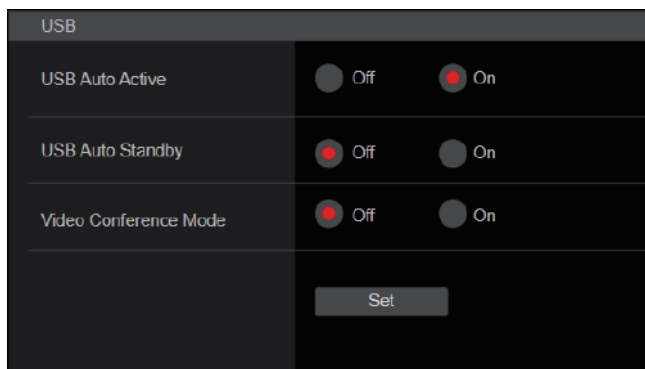 USB
USB Auto Active Off On
USB Auto Standby Off On
Video Conference Mode Off On
Set